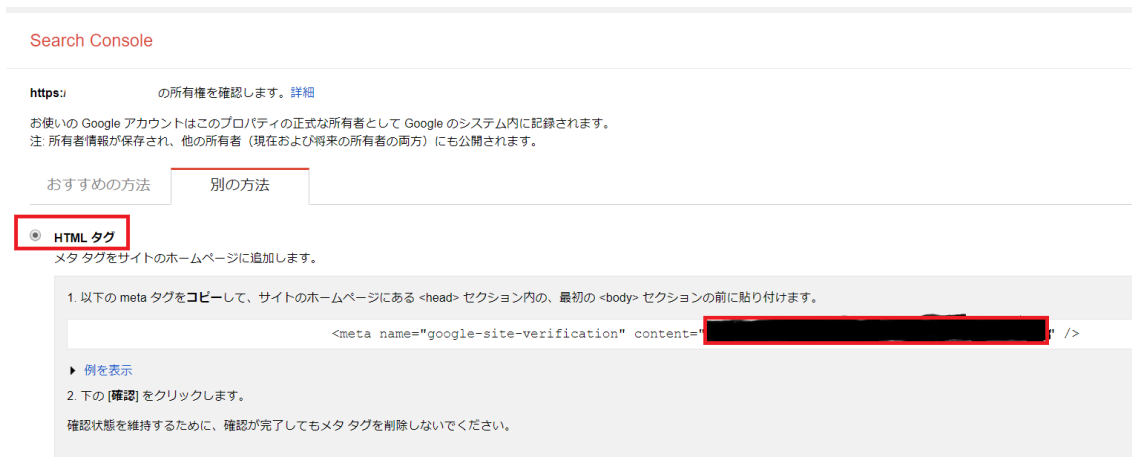 Search Console
https:/ の所有権を確認します。詳細
お使いの Google アカウントはこのプロパティの正式な所有者として Google のシステム内に記録されます。
注: 所有者情報が保存され、他の所有者（現在および将来の所有者の両方）にも公開されます。
おすすめの方法 別の方法
HTML タグ
メタ タグをサイトのホームページに追加します。
1. 以下の meta タグをコピーして、サイトのホームページにある <head> セクション内の、最初の <body> セクションの前に貼り付けます。
<meta name="google-site-verification" content=" " />
例を表示
2. 下の [確認] をクリックします。
確認状態を維持するために、確認が完了してもメタ タグを削除しないでください。